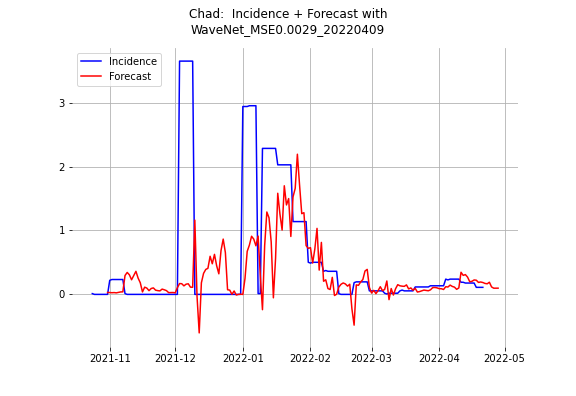 Chad:  Incidence + Forecast with
WaveNet_MSE0.0029_20220409
Incidence
Forecast
3
2
1
0
2021-11
2021-12
2022-01
2022-02
2022-03
2022-04
2022-05